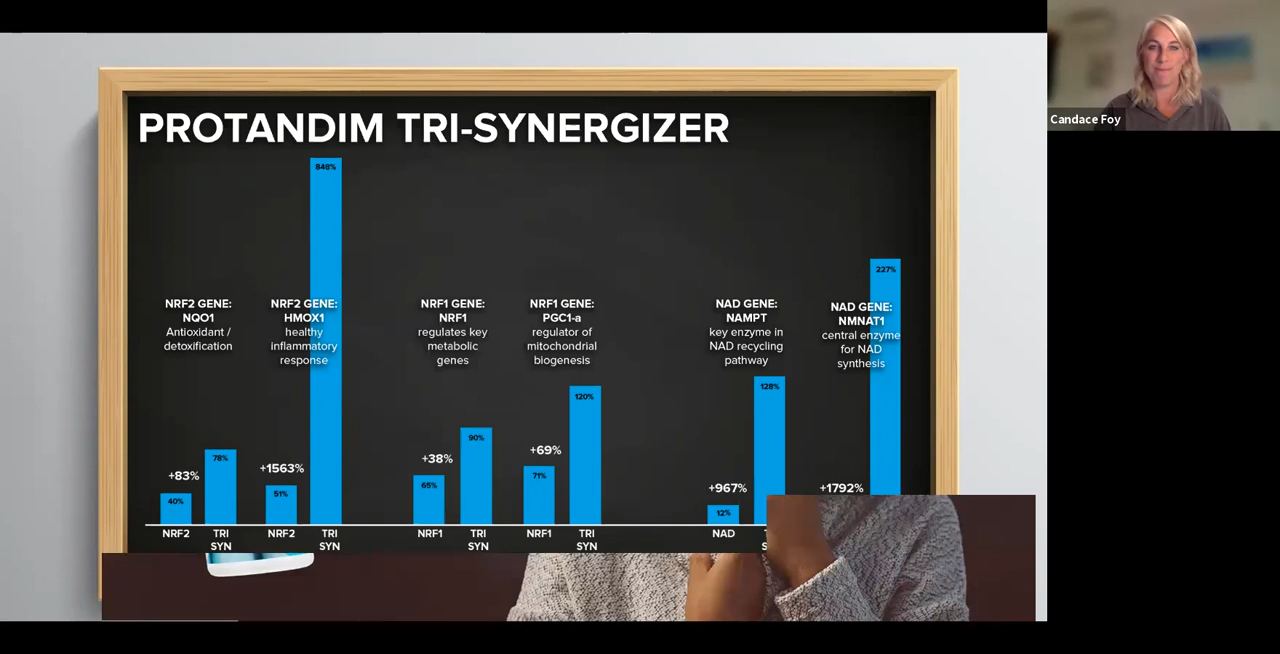 PROTANDIM TRI-SYNERGIZER
Candace Foy
NRF2 GENE:
NQO1
Antioxidant /
detoxification
+83%
40%
78%
NRF2
TRI
SYN
NRF2 GENE:
HMOX1
healthy
inflammatory
response
+1563%
51%
848%
NRF2
TRI
SYN
NRF1 GENE:
NRF1
regulates key
metabolic
genes
+38%
65%
90%
NRF1
TRI
SYN
NRF1 GENE:
PGC1-a
regulator of
mitochondrial
biogenesis
+69%
71%
120%
NRF1
TRI
SYN
NAD GENE:
NAMPT
key enzyme in
NAD recycling
pathway
+967%
12%
128%
NAD
NAD GENE:
NMNAT1
central enzyme
for NAD
synthesis
+1792%
227%